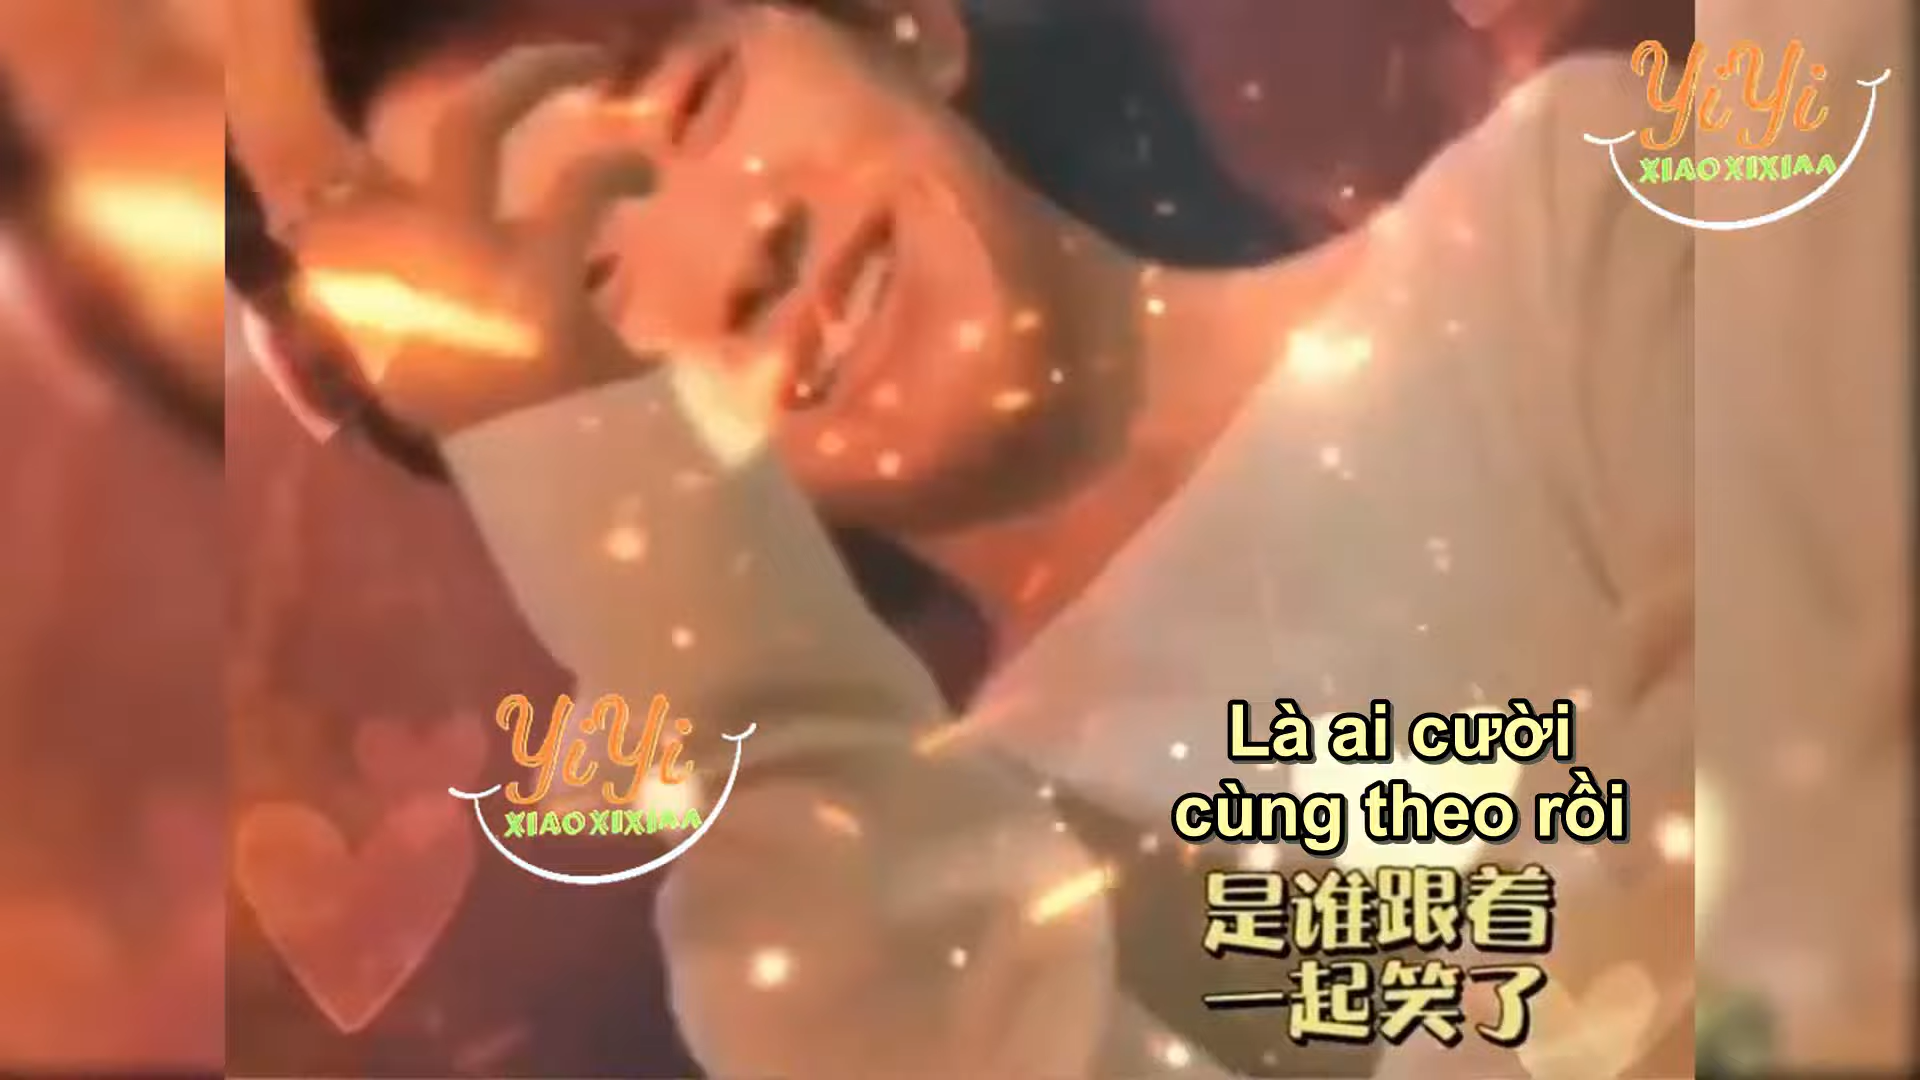 YiYi
XIAOXIXIAA
YiYi
XIAOXIXIAA
Là ai cười
cùng theo rồi
是谁跟着
一起笑了